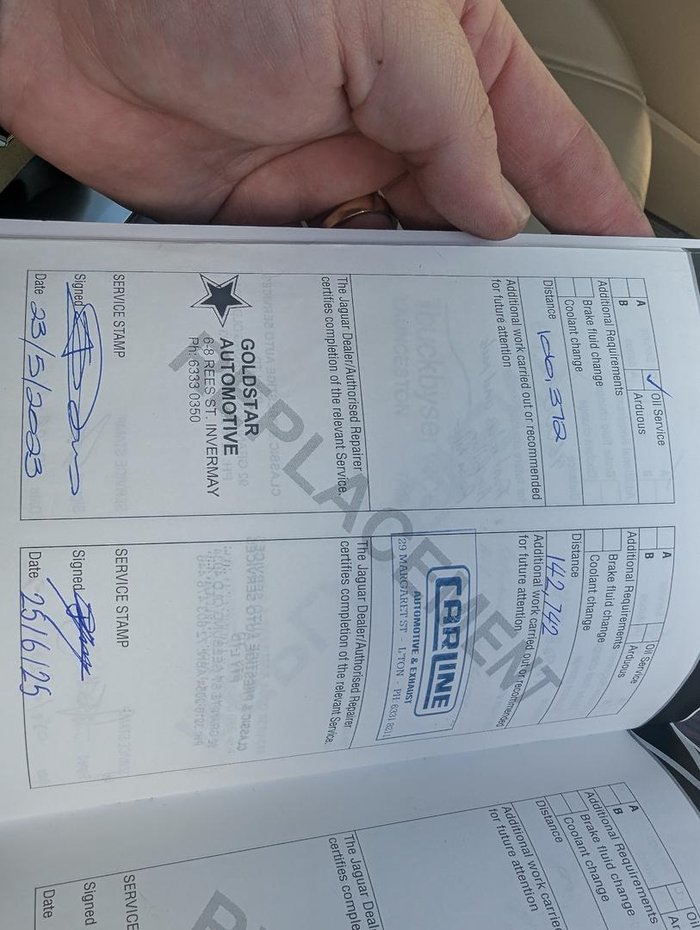 A
Oil Service
B
Arduous
Additional Requirements
Brake fluid change
Coolant change
Distance 100,372
Additional work carried out or recommended
for future attention
The Jaguar Dealer/Authorised Repairer
certifies completion of the relevant Service.
GOLDSTAR
AUTOMOTIVE
6-8 REES ST. INVERMAY
Ph: 6333 0350
SERVICE STAMP
Signed
Date 23/5/2023
A
Oil Service
B
Arduous
Additional Requirements
Brake fluid change
Coolant change
Distance 142,742
Additional work carried out or recommended
for future attention
CARLINE
AUTOMOTIVE & EXHAUST
29 MARGARET ST - L'TON - PH: 6331
The Jaguar Dealer/Authorised Repairer
certifies completion of the relevant Service.
SERVICE STAMP
Signed
Date 25/6/25
REPLACEMENT
A
Oil
B
Additional Requirements
Brake fluid change
Coolant change
Distance
Additional work carrie
for future attention
The Jaguar Deal
certifies comple
SERVICE
Signed
Date